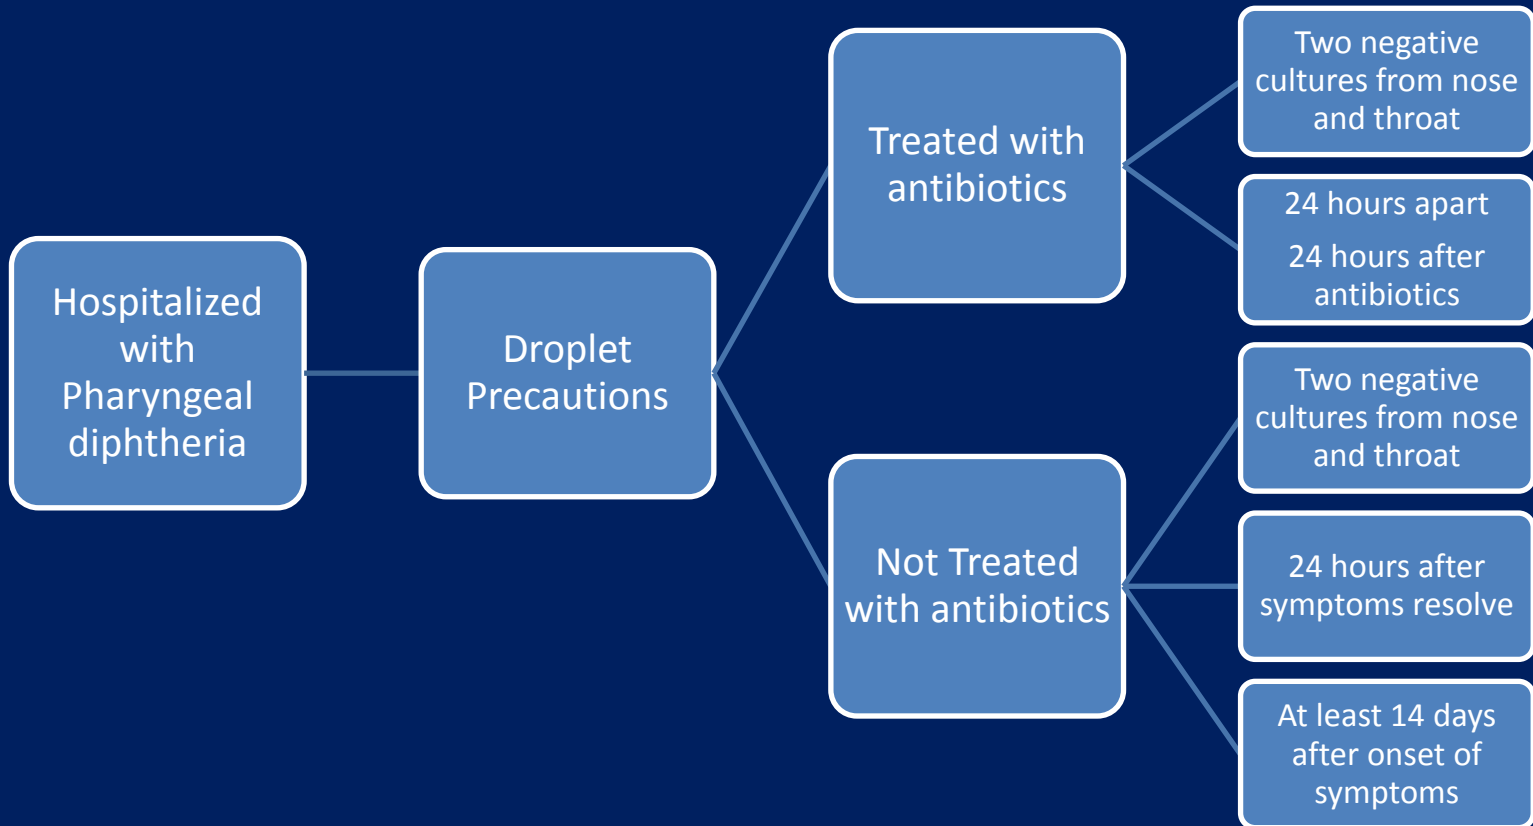 Hospitalized
with
Pharyngeal
diphtheria
Droplet
Precautions
Treated with
antibiotics
Two negative
cultures from nose
and throat
24 hours apart
24 hours after
antibiotics
Not Treated
with antibiotics
Two negative
cultures from nose
and throat
24 hours after
symptoms resolve
At least 14 days
after onset of
symptoms